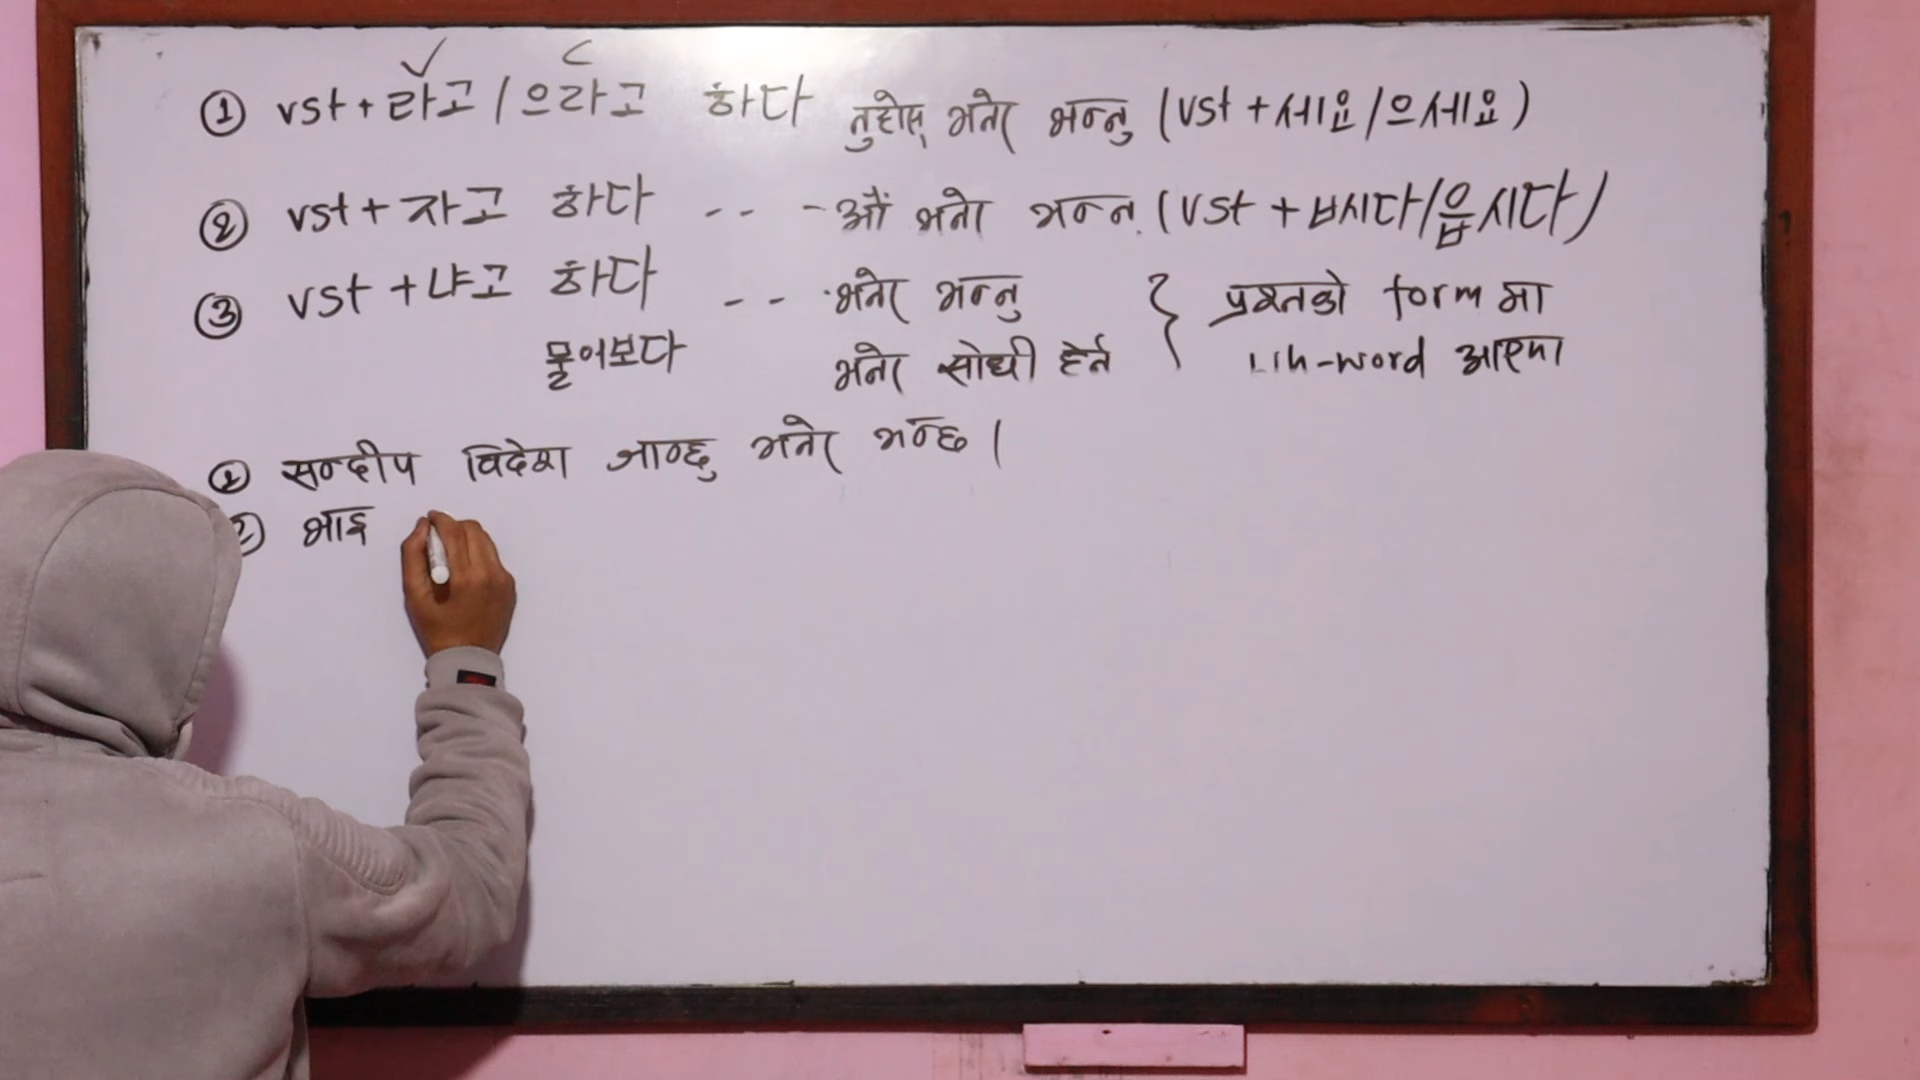 ✓ C
① vst + 라고 / 으라고 하다 नुहोस् भनेर भन्नु (vst + 세요/으세요)
② vst + 자고 하다 -- - औं भनेर भन्न (vst + ㅂ시다/읍시다)
③ vst + 냐고 하다 -- · भनेर भन्नु } प्रश्नको form मा
물어보다 भनेर सोधी हेर्न -word आएमा
① सन्दीप विदेश जान्छु भनेर भन्छ।
② भाइ